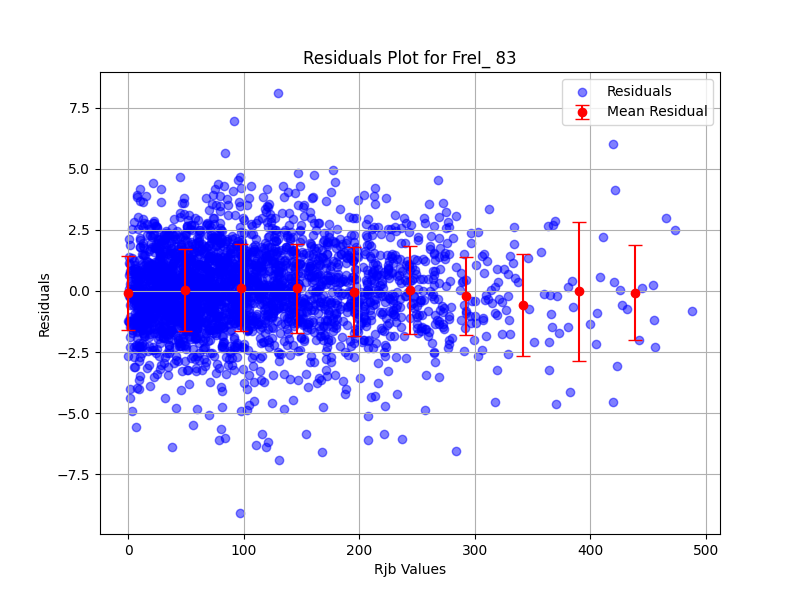 Residuals Plot for FreI_ 83
Residuals
Mean Residual
7.5
5.0
2.5
0.0
−2.5
−5.0
−7.5
Residuals
0
100
200
300
400
500
Rjb Values